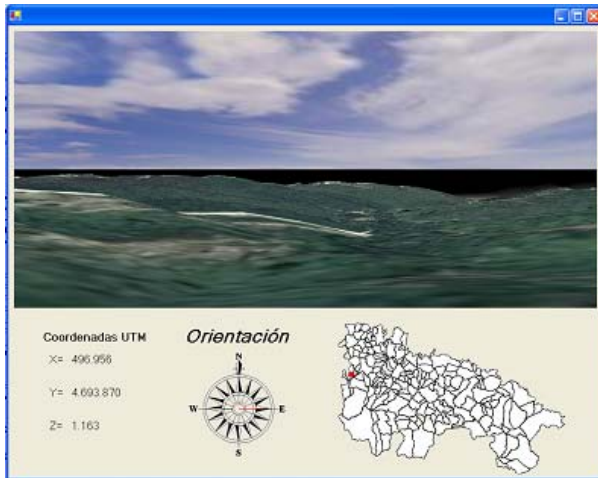 Coordenadas UTM
X= 496.956
Y= 4.693.870
Z= 1.163
Orientación
N
W E
S